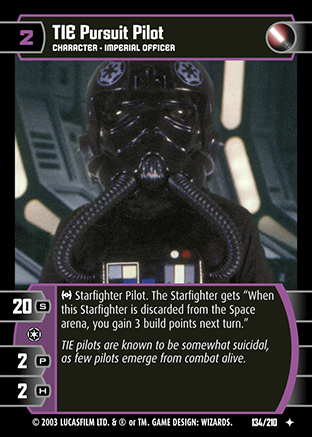 2 TIE Pursuit Pilot
CHARACTER - IMPERIAL OFFICER
20 S
Starfighter Pilot. The Starfighter gets "When
this Starfighter is discarded from the Space
arena, you gain 3 build points next turn."
TIE pilots are known to be somewhat suicidal,
as few pilots emerge from combat alive.
2 P
2 H
© 2003 LUCASFILM LTD. & ® or TM. GAME DESIGN: WIZARDS. 134/210